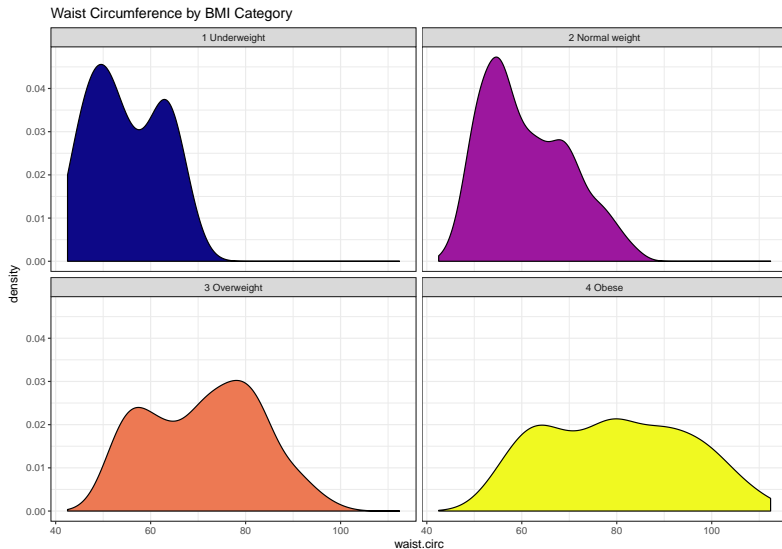 Waist Circumference by BMI Category
1 Underweight
2 Normal weight
0.04
0.03
0.02
0.01
0.00
3 Overweight
4 Obese
0.04
0.03
0.02
0.01
0.00
40 60 80 100 40 60 80 100
waist.circ
density